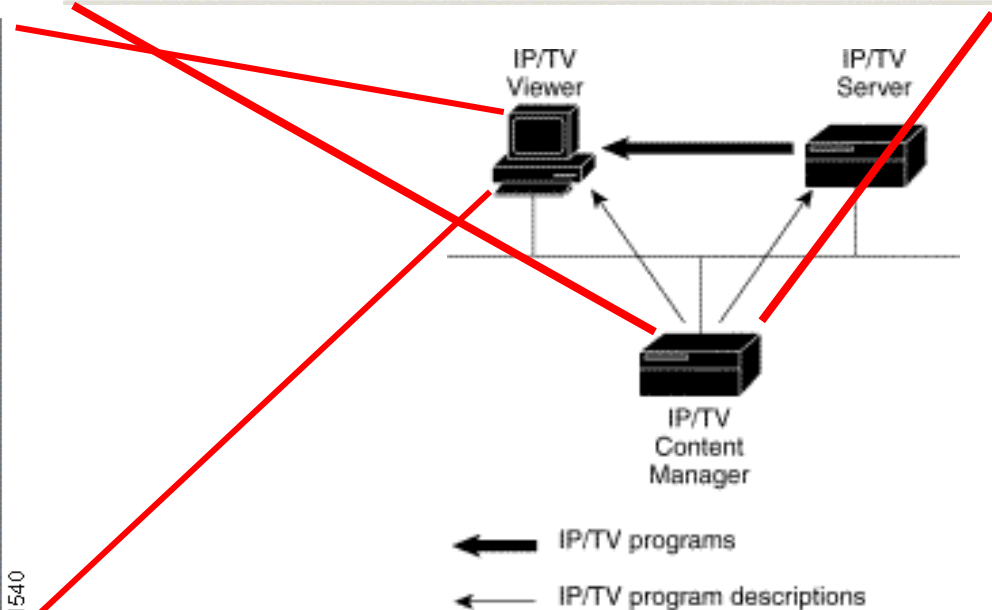 IP/TV
Viewer
IP/TV
Server
IP/TV
Content
Manager
IP/TV programs
IP/TV program descriptions
540